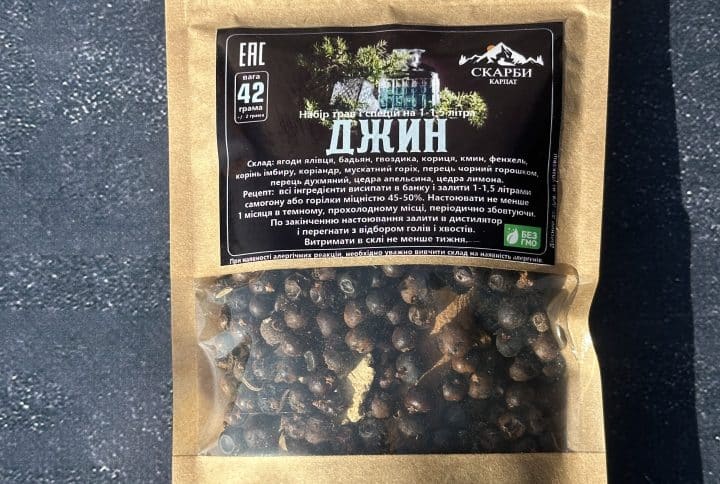 EAC
вага
42
грама
+/- 2 грама
СКАРБИ
КАРПАТ
Набір трав і спецій на 1-1,5 літра
ДЖИН
Склад: ягоди ялівця, бадьян, гвоздика, кориця, кмин, фенхель,
корінь імбиру, коріандр, мускатний горіх, перець чорний горошком,
перець духмяний, цедра апельсина, цедра лимона.
Рецепт: всі інгредієнти висипати в банку і залити 1-1,5 літрами
самогону або горілки міцністю 45-50%. Настоювати не менше
1 місяця в темному, прохолодному місці, періодично збовтуючи.
По закінченню настоювання залити в дистилятор
і перегнати з відбором голів і хвостів.
Витримати в склі не менше тижня.
БЕЗ
ГМО
При наявності алергічних реакцій, необхідно уважно вивчити склад на наявність алергенів.